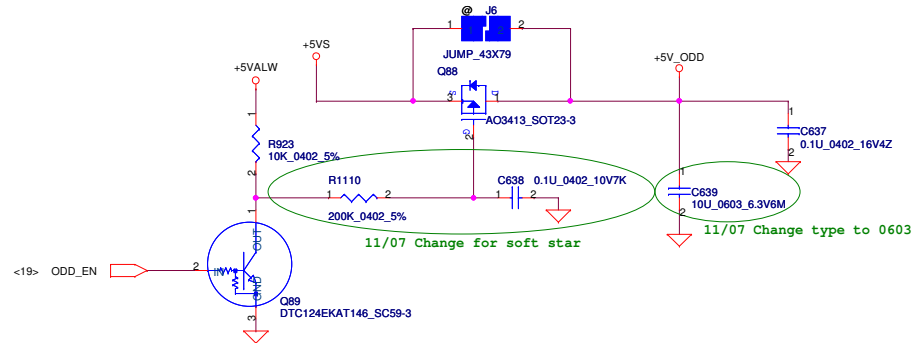 @ J6
1 2
JUMP_43X79
+5VS
+5V_ODD
+5VALW
Q88
3 S D 1
G 2
AO3413_SOT23-3
1
R923
10K_0402_5%
2
1
C637
0.1U_0402_16V4Z
2
R1110
1 2
200K_0402_5%
C638 0.1U_0402_10V7K
1 2
1
C639
10U_0603_6.3V6M
2
11/07 Change for soft star
11/07 Change type to 0603
<19> ODD_EN
2 IN
1 OUT
GND 3
Q89
DTC124EKAT146_SC59-3